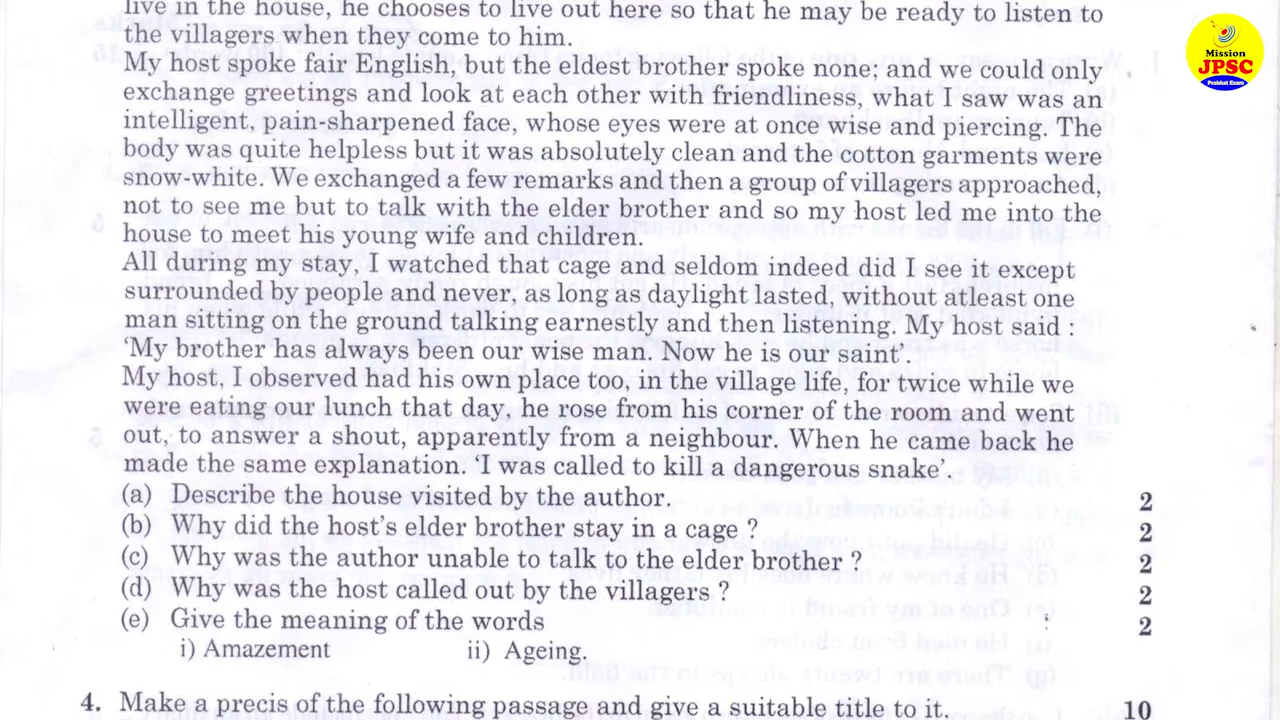 live in the house, he chooses to live out here so that he may be ready to listen to
the villagers when they come to him.
My host spoke fair English, but the elder brother spoke none; and we could only
exchange greetings and look at each other with friendliness, what I saw was an
intelligent, pain-sharpened face, whose eyes were at once wise and piercing. The
body was quite helpless but it was absolutely clean and the cotton garments were
snow-white. We exchanged a few remarks and then a group of villagers approached,
not to see me but to talk with the elder brother and so my host led me into the
house to meet his young wife and children.
All during my stay, I watched that cage and seldom indeed did I see it except
surrounded by people and never, as long as daylight lasted, without atleast one
man sitting on the ground talking earnestly and then listening. My host said :
'My brother has always been our wise man. Now he is our saint'.
My host, I observed had his own place too, in the village life, for twice while we
were eating our lunch that day, he rose from his corner of the room and went
out, to answer a shout, apparently from a neighbour. When he came back he
made the same explanation. 'I was called to kill a dangerous snake'.
(a) Describe the house visited by the author. 2
(b) Why did the host's elder brother stay in a cage ? 2
(c) Why was the author unable to talk to the elder brother ? 2
(d) Why was the host called out by the villagers ? 2
(e) Give the meaning of the words 2
i) Amazement ii) Ageing.
4. Make a precis of the following passage and give a suitable title to it. 10
Mission
JPSC
Prabhat Exam